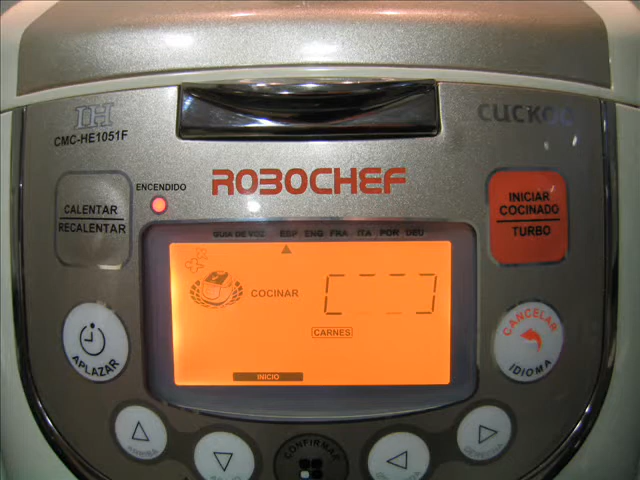 IH
CUCKOO
CMC-HE1051F
ROBOCHEF
ENCENDIDO
CALENTAR
RECALENTAR
INICIAR
COCINADO
TURBO
GUIA DE VOZ ESP ENG FRA ITA POR DEU
COCINAR
CARNES
INICIO
APLAZAR
CANCELAR
IDIOMA
ARRIBA
CONFIRMAR